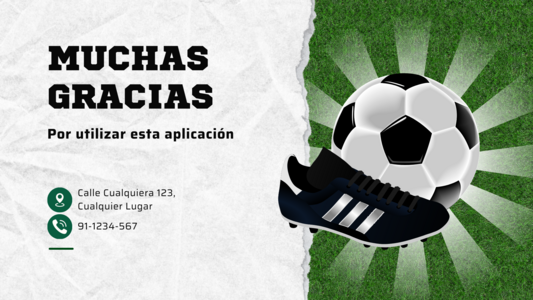 MUCHAS
GRACIAS
Por utilizar esta aplicación
Calle Cualquiera 123,
Cualquier Lugar
91-1234-567